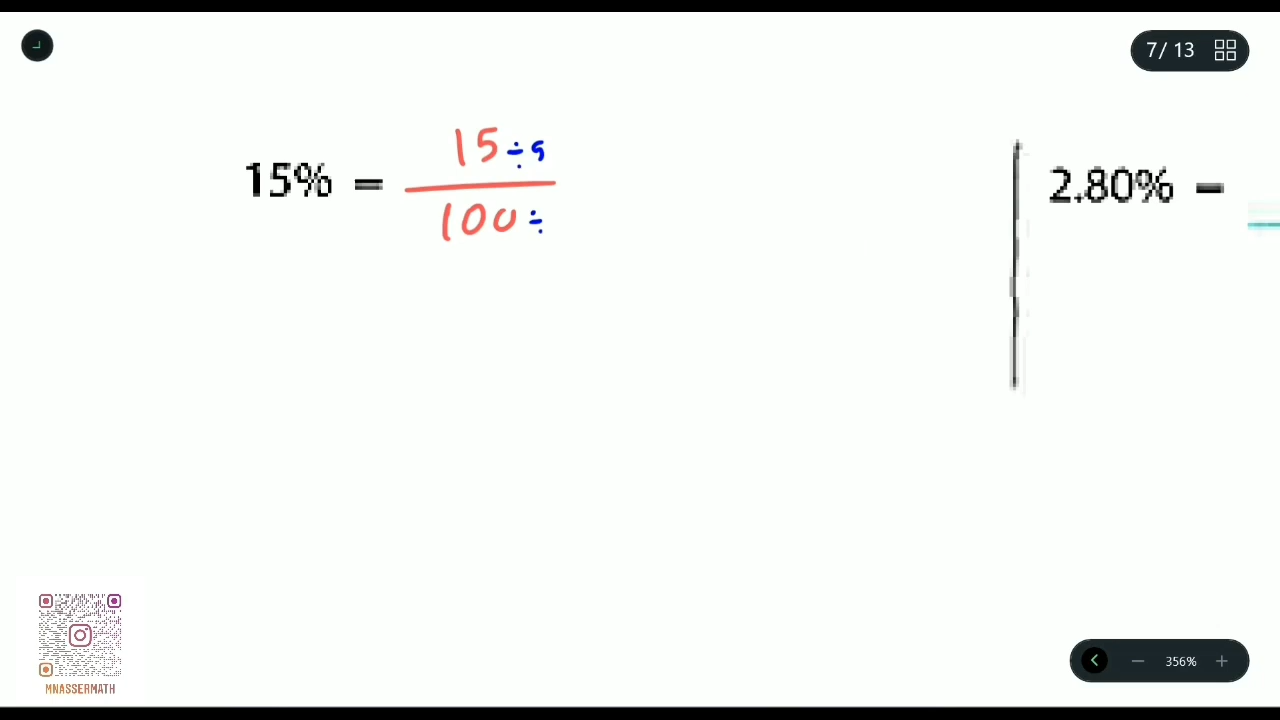 7/ 13
15% = 15 ÷ 5
100 ÷
2.80% =
MNASSERMATH
356%